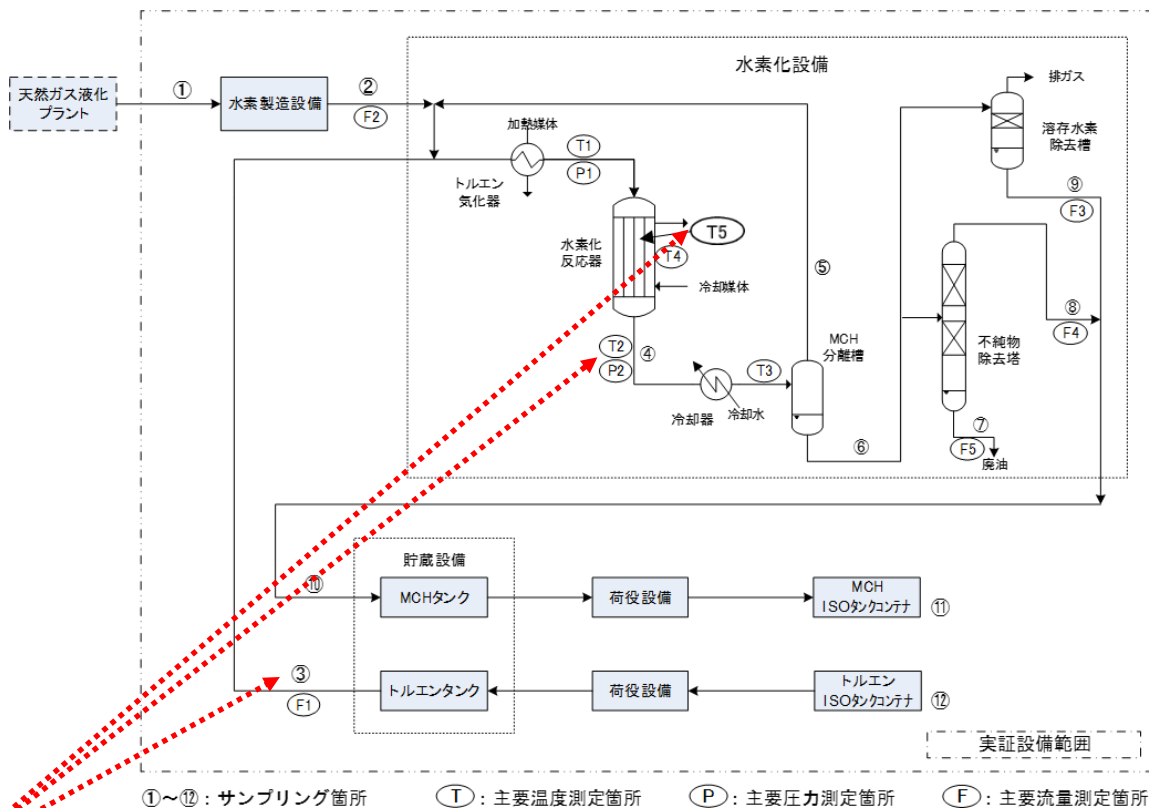 水素化設備
天然ガス液化
プラント
①
水素製造設備
②
F2
加熱媒体
トルエン
気化器
T1
P1
排ガス
溶存水素
除去槽
⑨
F3
水素化
反応器
T5
T4
冷却媒体
⑤
⑧
F4
不純物
除去塔
T2
P2
④
冷却器
冷却水
T3
MCH
分離槽
⑥
⑦
F5
廃油
貯蔵設備
⑩
MCHタンク
荷役設備
MCH
ISOタンクコンテナ
⑪
③
F1
トルエンタンク
荷役設備
トルエン
ISOタンクコンテナ
⑫
実証設備範囲
①~⑫:サンプリング箇所 T:主要温度測定箇所 P:主要圧力測定箇所 F:主要流量測定箇所